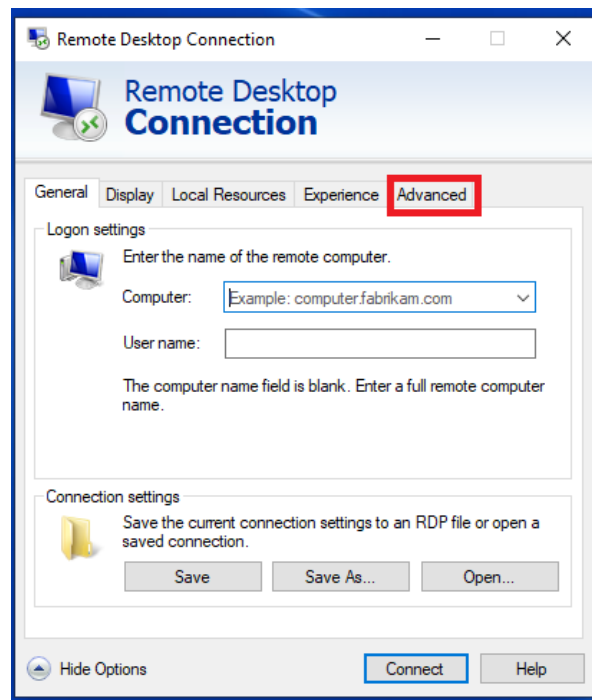 Remote Desktop Connection
Remote Desktop
Connection
General Display Local Resources Experience Advanced
Logon settings
Enter the name of the remote computer.
Computer: Example: computer.fabrikam.com
User name:
The computer name field is blank. Enter a full remote computer
name.
Connection settings
Save the current connection settings to an RDP file or open a
saved connection.
Save Save As... Open...
Hide Options Connect Help